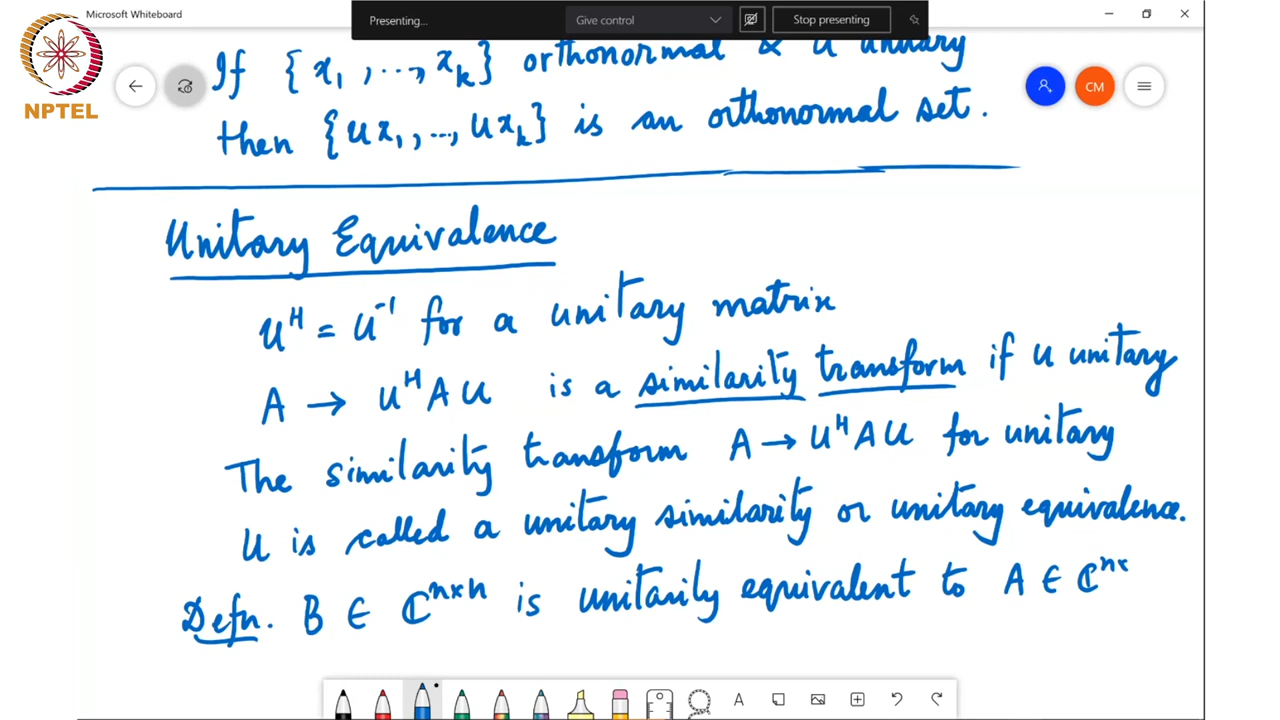 Microsoft Whiteboard
Presenting...
Give control
Stop presenting
NPTEL
CM
If {x₁, ..., xₖ} orthonormal & U unitary
then {Ux₁, ..., Uxₖ} is an orthonormal set.
Unitary Equivalence
Uᴴ = U⁻¹ for a unitary matrix
A → UᴴAU is a similarity transform if U unitary
The similarity transform A → UᴴAU for unitary
U is called a unitary similarity or unitary equivalence.
Defn. B ∈ ℂⁿˣⁿ is unitarily equivalent to A ∈ ℂⁿˣ
A